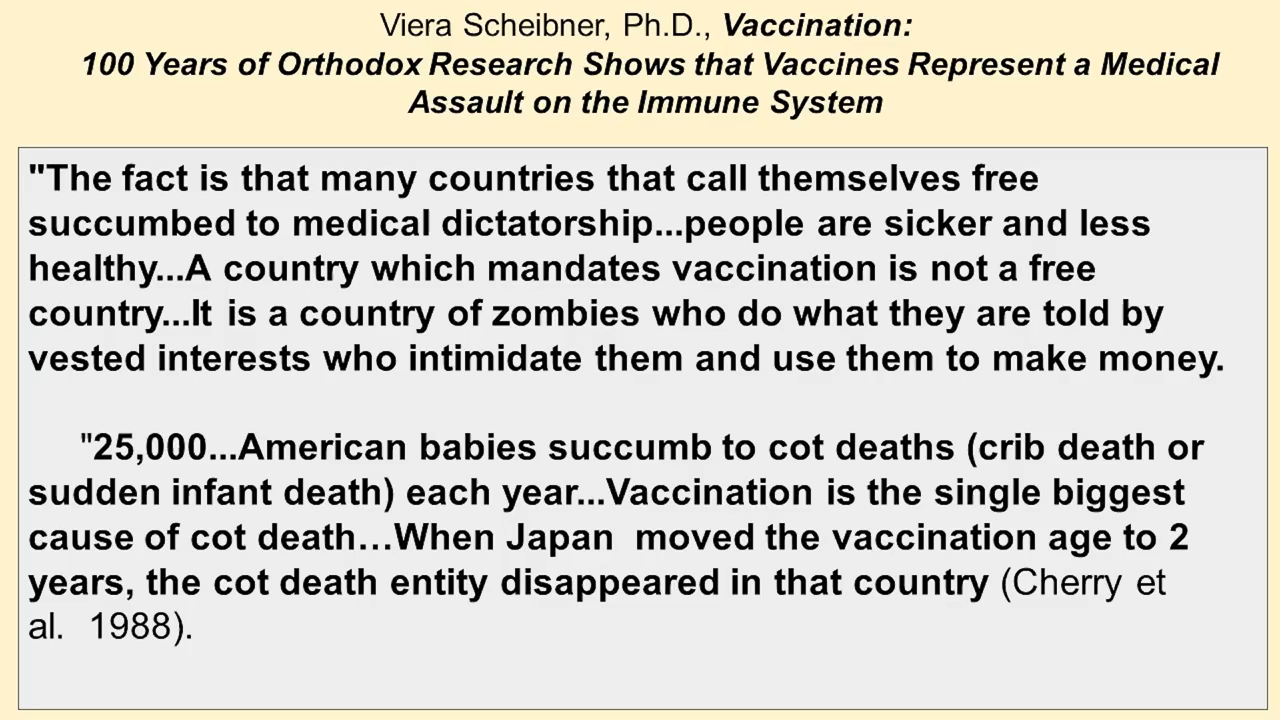 Viera Scheibner, Ph.D., Vaccination:
100 Years of Orthodox Research Shows that Vaccines Represent a Medical
Assault on the Immune System
"The fact is that many countries that call themselves free
succumbed to medical dictatorship...people are sicker and less
healthy...A country which mandates vaccination is not a free
country...It is a country of zombies who do what they are told by
vested interests who intimidate them and use them to make money.
"25,000...American babies succumb to cot deaths (crib death or
sudden infant death) each year...Vaccination is the single biggest
cause of cot death…When Japan  moved the vaccination age to 2
years, the cot death entity disappeared in that country (Cherry et
al.  1988).